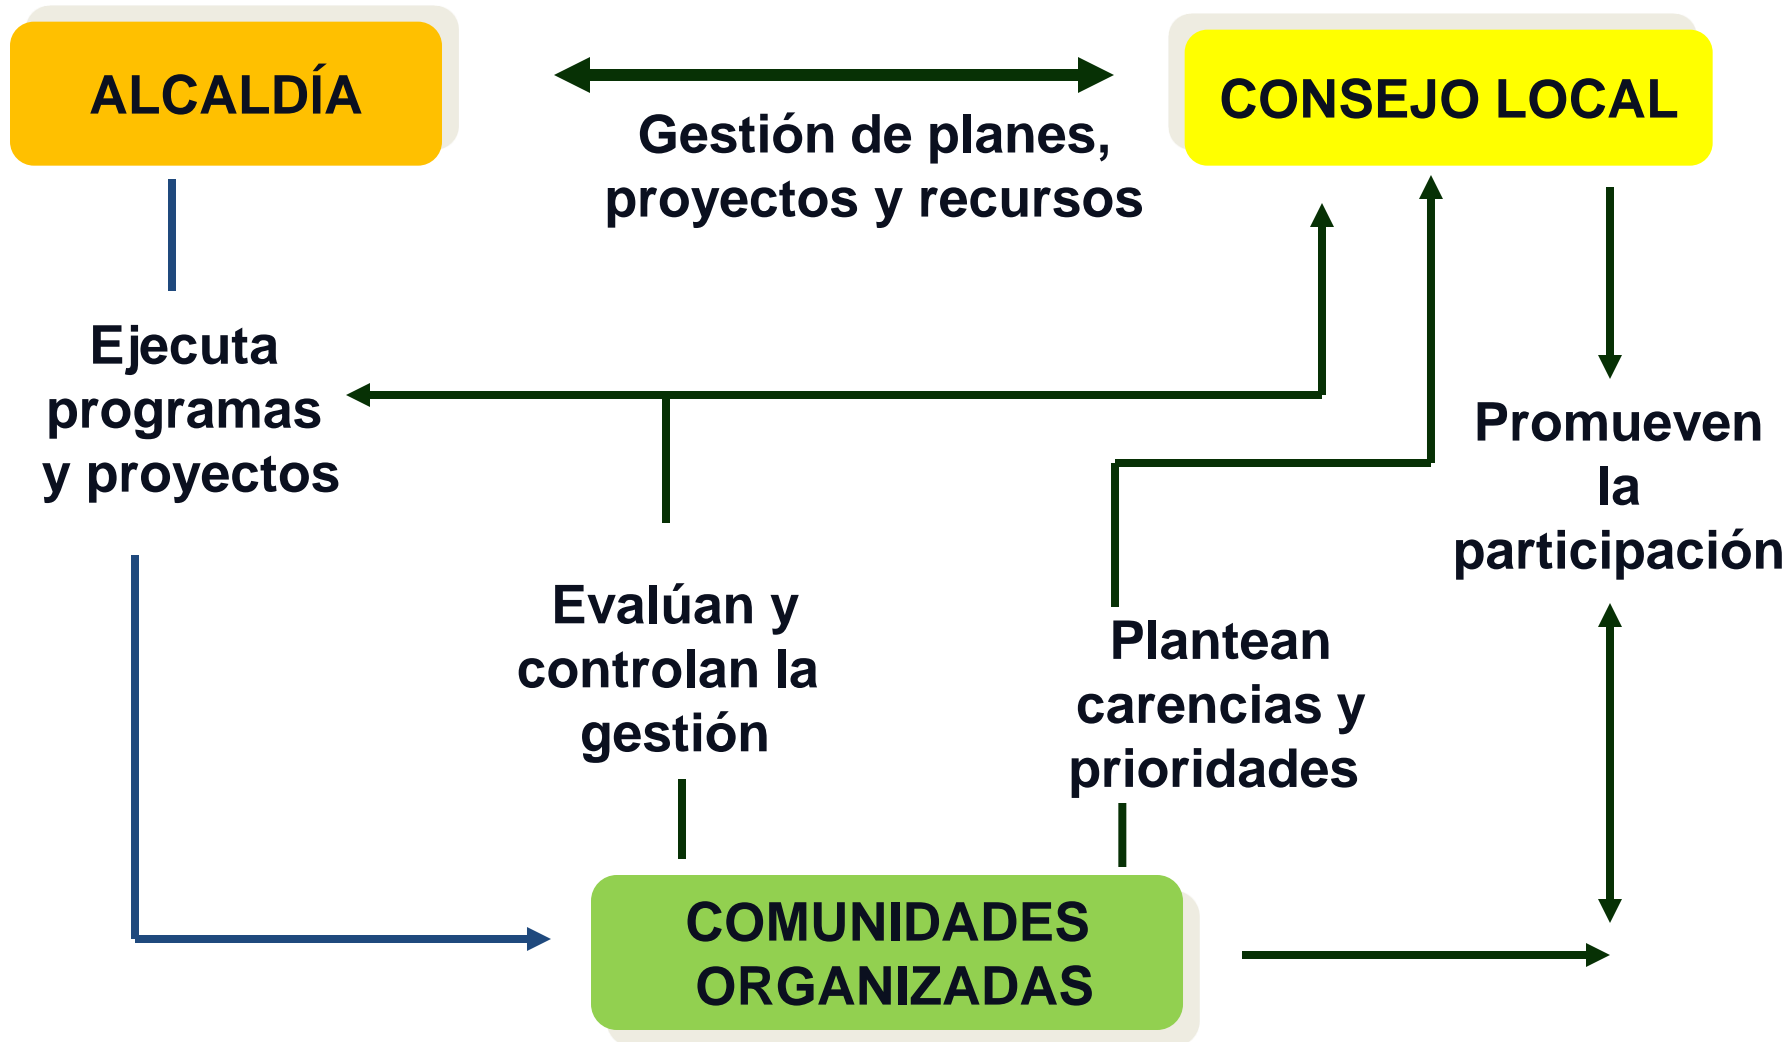 ALCALDÍA
CONSEJO LOCAL
Gestión de planes,
proyectos y recursos
Ejecuta
programas
y proyectos
Promueven
la
participación
Evalúan y
controlan la
gestión
Plantean
carencias y
prioridades
COMUNIDADES
ORGANIZADAS